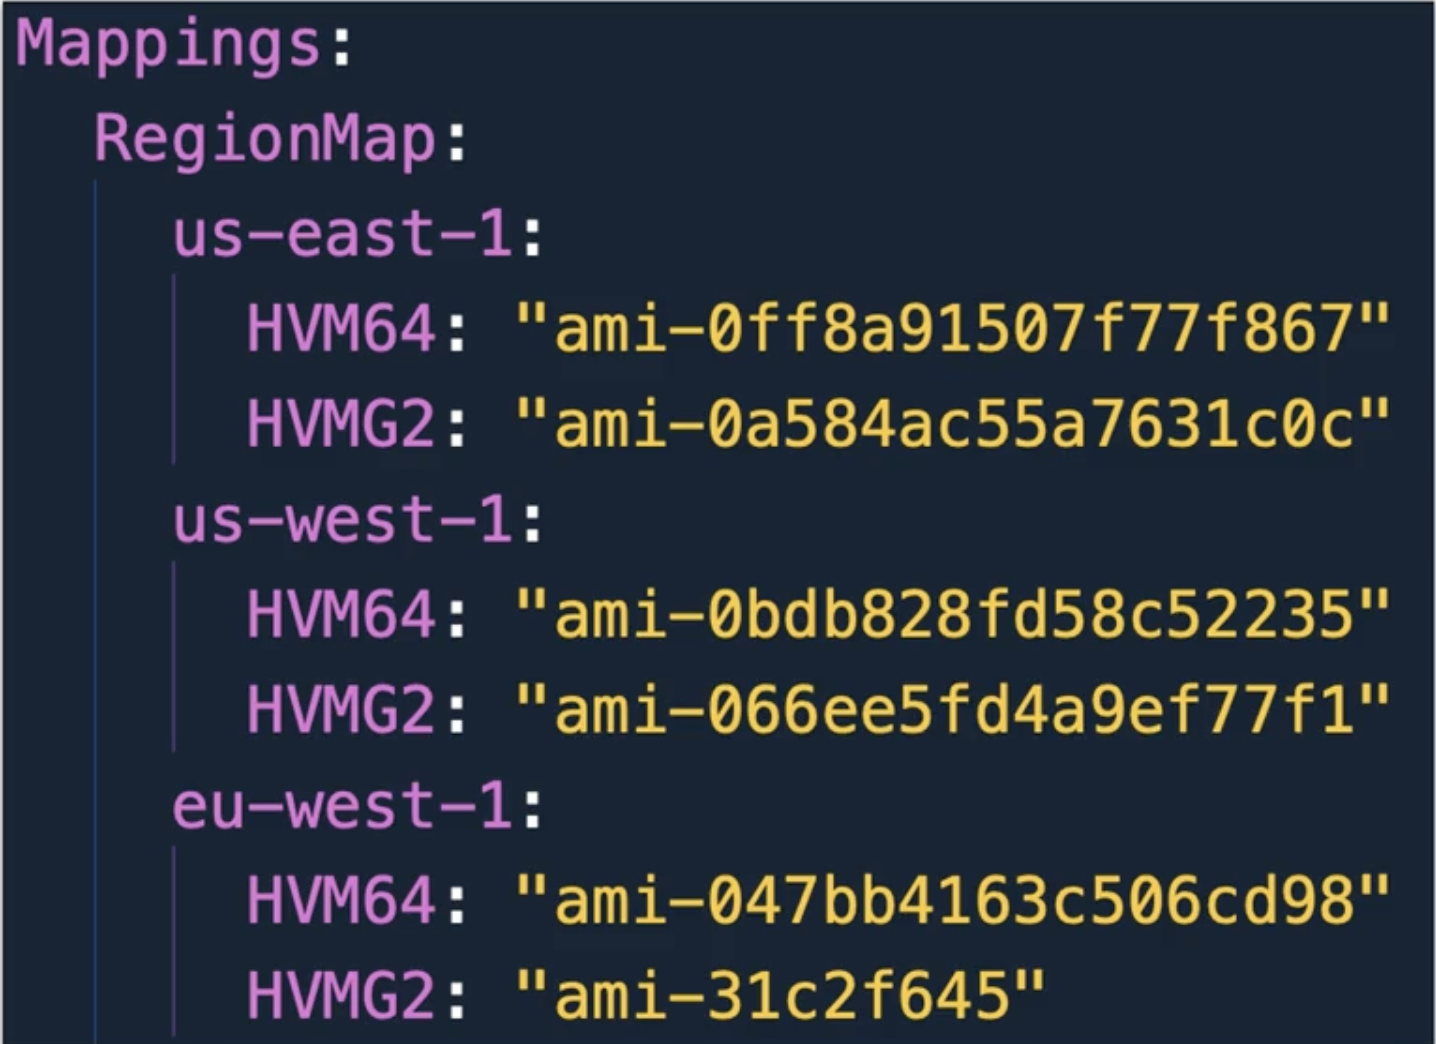 Mappings:
RegionMap:
us-east-1:
HVM64: "ami-0ff8a91507f77f867"
HVMG2: "ami-0a584ac55a7631c0c"
us-west-1:
HVM64: "ami-0bdb828fd58c52235"
HVMG2: "ami-066ee5fd4a9ef77f1"
eu-west-1:
HVM64: "ami-047bb4163c506cd98"
HVMG2: "ami-31c2f645"